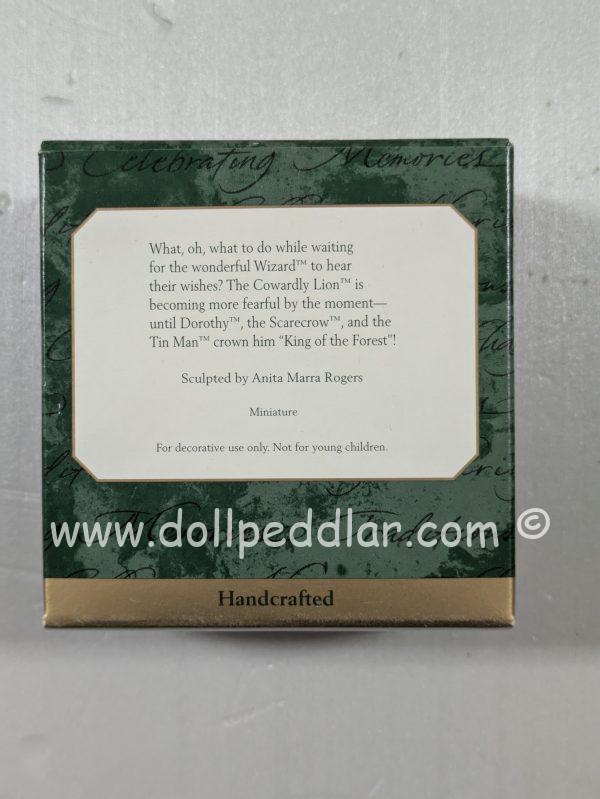 Celebrating Memories
What, oh, what to do while waiting
for the wonderful Wizard™ to hear
their wishes? The Cowardly Lion™ is
becoming more fearful by the moment—
until Dorothy™, the Scarecrow™, and the
Tin Man™ crown him "King of the Forest"!
Sculpted by Anita Marra Rogers
Miniature
For decorative use only. Not for young children.
www.dollpeddlar.com ©
Handcrafted